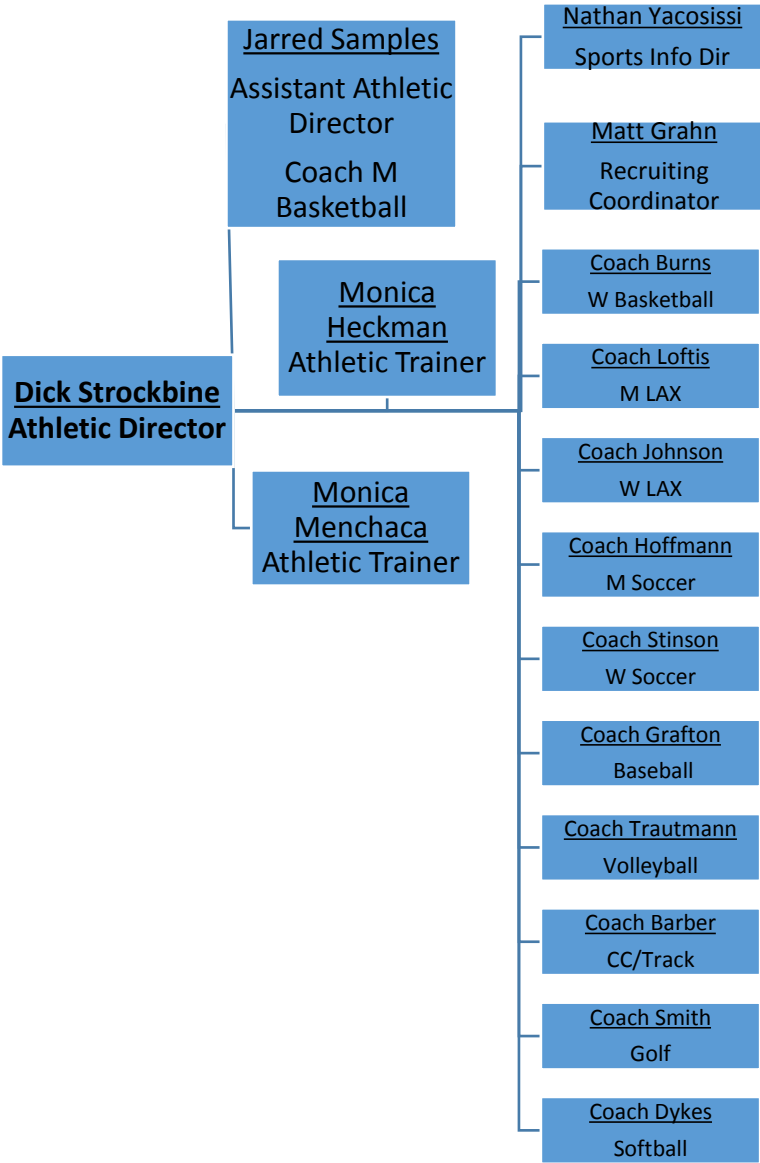 Jarred Samples
Assistant Athletic
Director
Coach M
Basketball
Monica
Heckman
Athletic Trainer
Dick Strockbine
Athletic Director
Monica
Menchaca
Athletic Trainer
Nathan Yacosissi
Sports Info Dir
Matt Grahn
Recruiting
Coordinator
Coach Burns
W Basketball
Coach Loftis
M LAX
Coach Johnson
W LAX
Coach Hoffmann
M Soccer
Coach Stinson
W Soccer
Coach Grafton
Baseball
Coach Trautmann
Volleyball
Coach Barber
CC/Track
Coach Smith
Golf
Coach Dykes
Softball